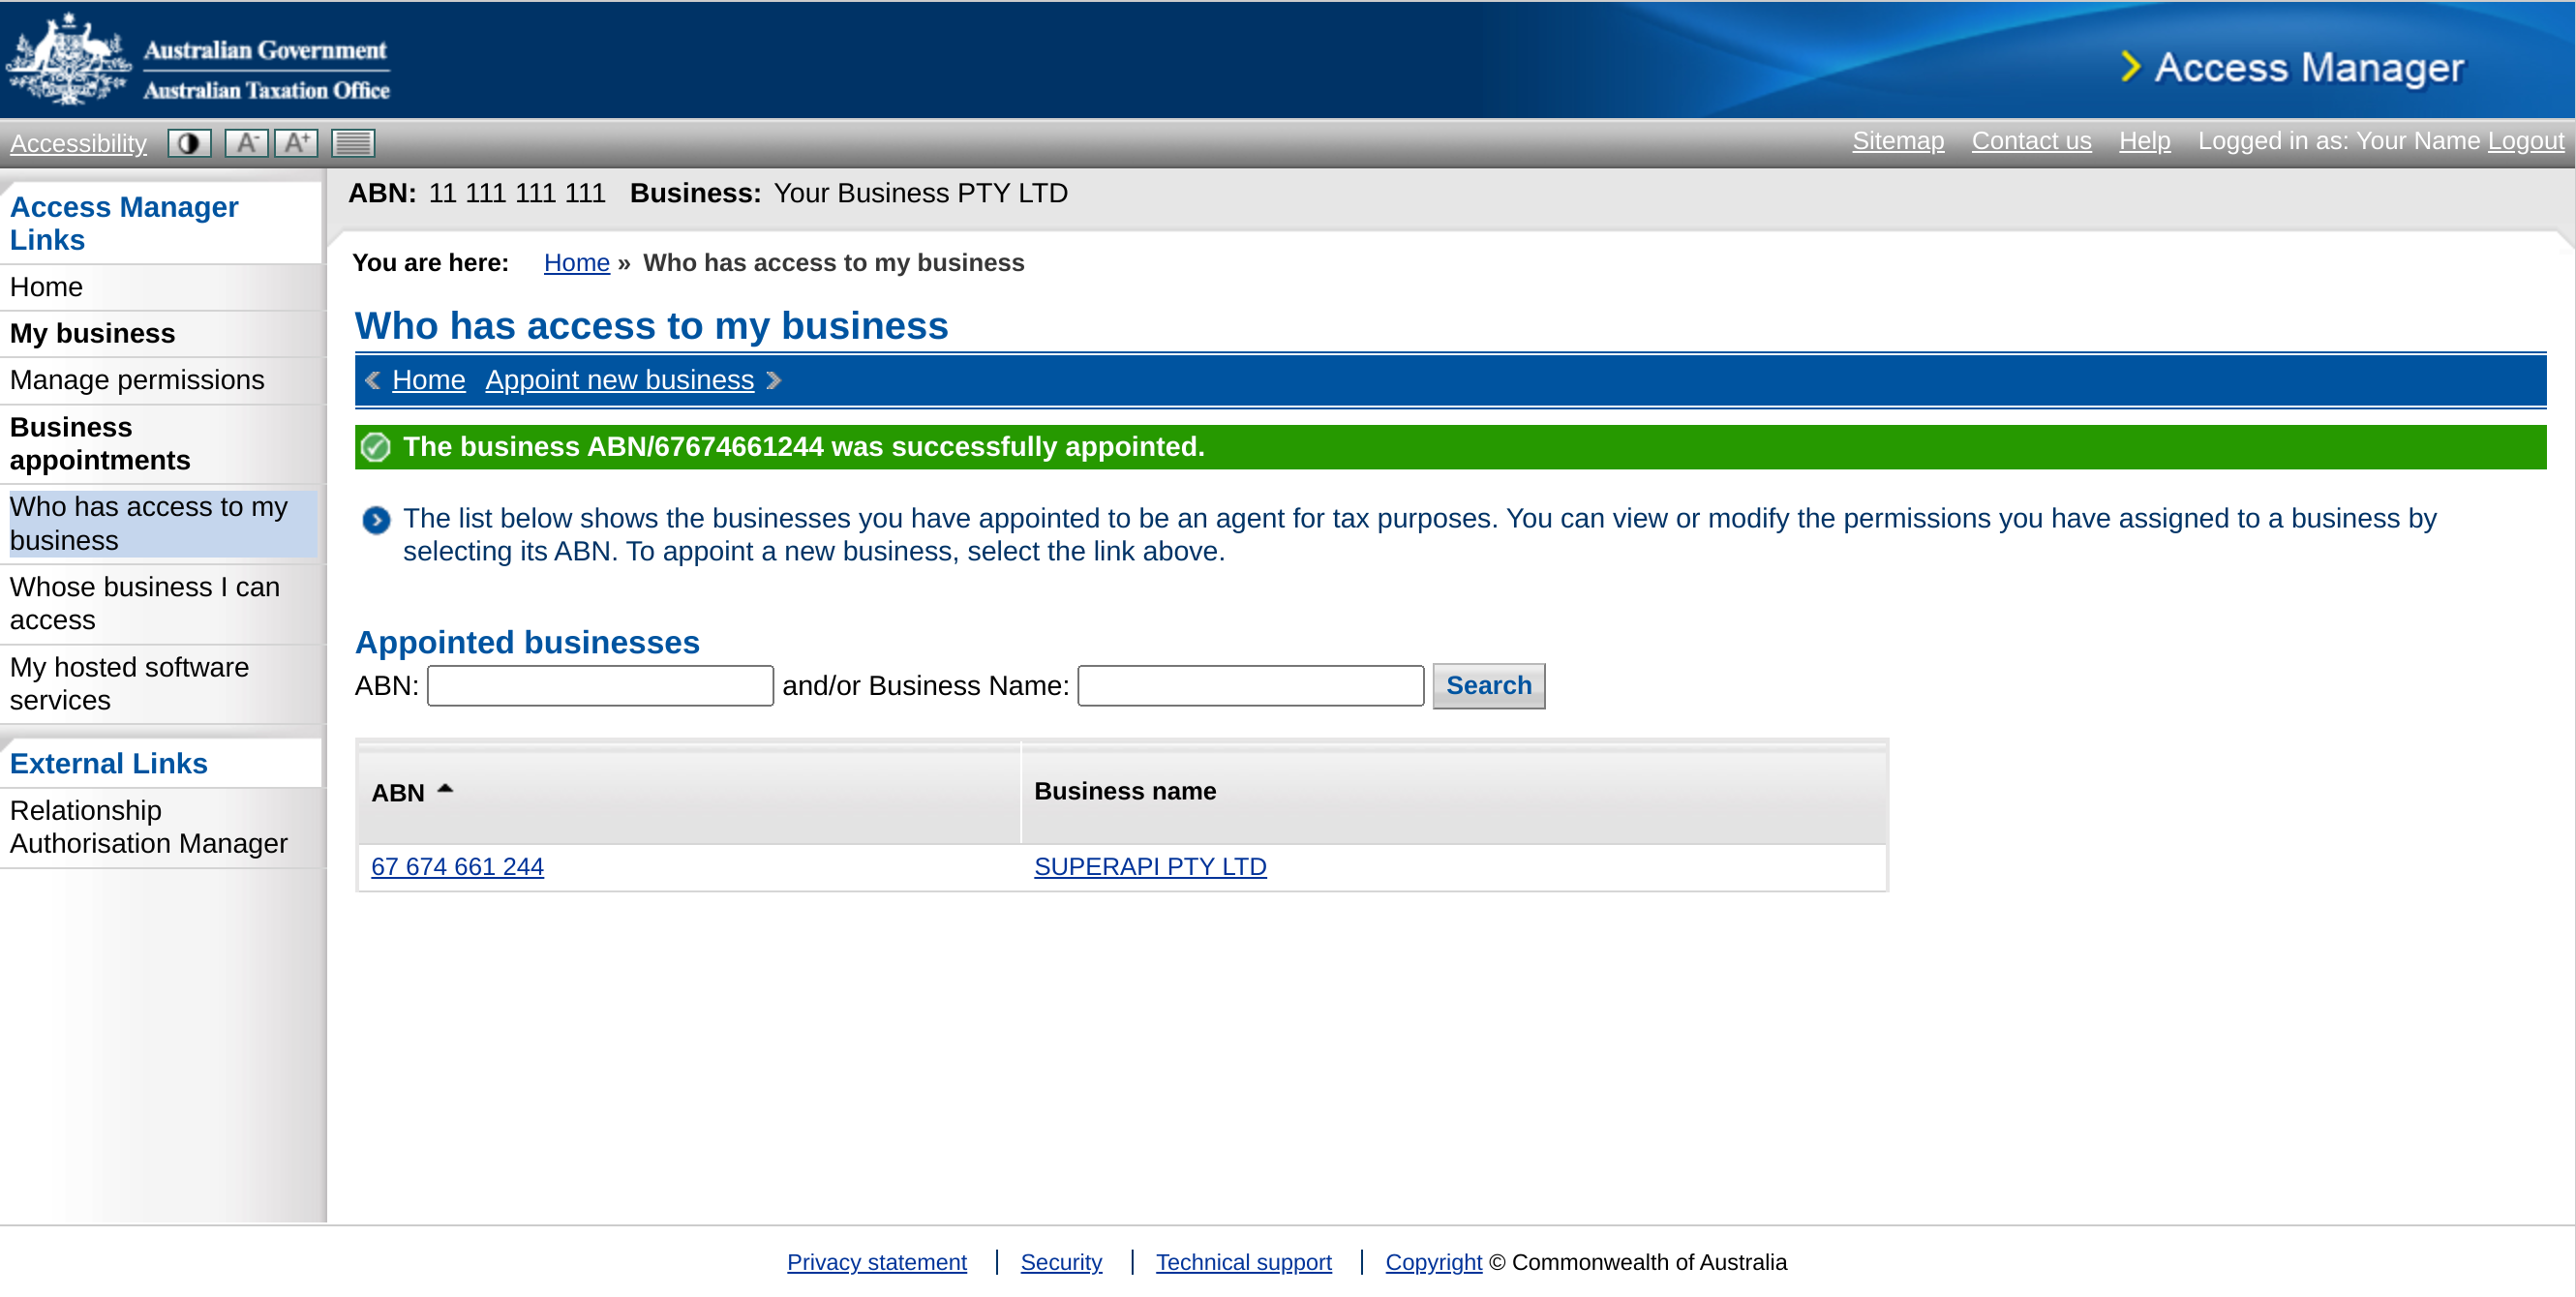 Australian Government
Australian Taxation Office
Access Manager
Accessibility A- A+
Sitemap Contact us Help Logged in as: Your Name Logout
Access Manager
Links
Home
My business
Manage permissions
Business
appointments
Who has access to my
business
Whose business I can
access
My hosted software
services
External Links
Relationship
Authorisation Manager
ABN: 11 111 111 111 Business: Your Business PTY LTD
You are here: Home » Who has access to my business
Who has access to my business
Home Appoint new business
The business ABN/67674661244 was successfully appointed.
The list below shows the businesses you have appointed to be an agent for tax purposes. You can view or modify the permissions you have assigned to a business by
selecting its ABN. To appoint a new business, select the link above.
Appointed businesses
ABN: and/or Business Name: Search
ABN Business name
67 674 661 244 SUPERAPI PTY LTD
Privacy statement | Security | Technical support | Copyright © Commonwealth of Australia